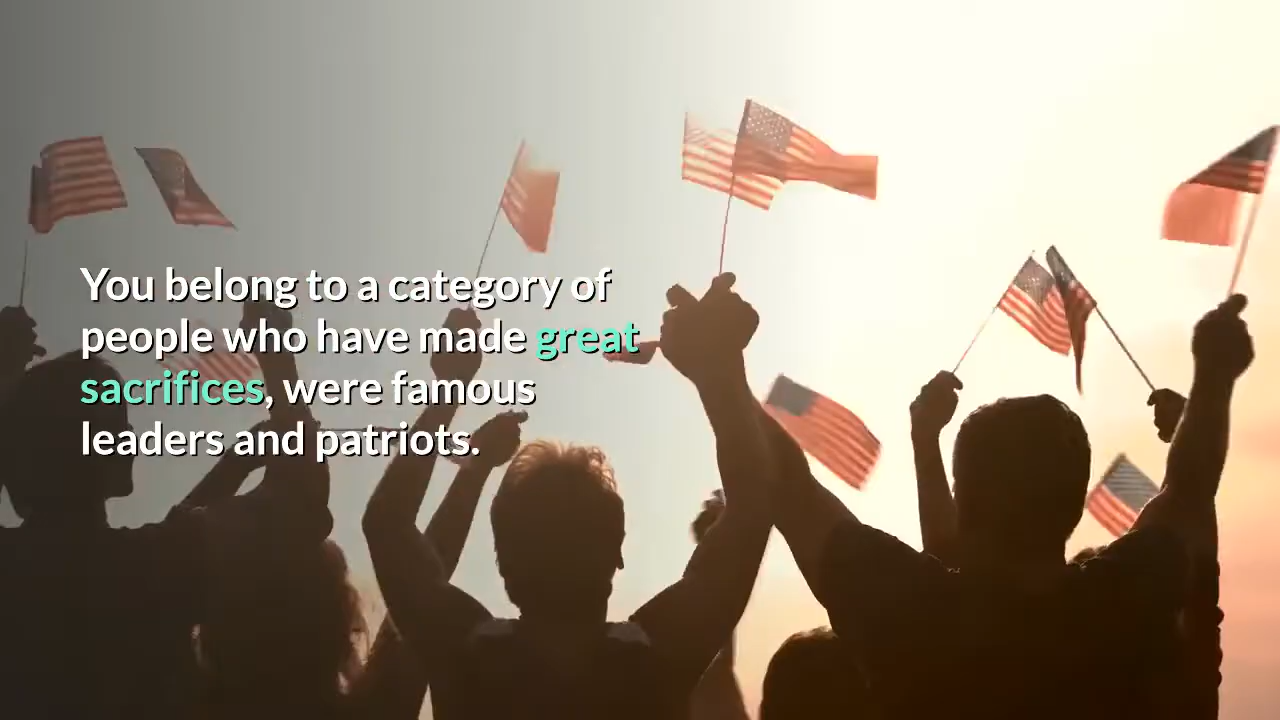 You belong to a category of
people who have made great
sacrifices, were famous
leaders and patriots.